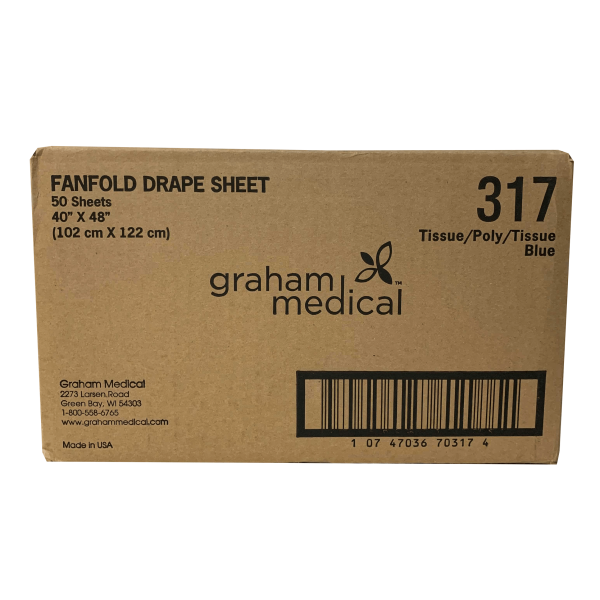 FANFOLD DRAPE SHEET
50 Sheets
40" X 48"
(102 cm X 122 cm)
317
Tissue/Poly/Tissue
Blue
graham
medical™
Graham Medical
2273 Larsen Road
Green Bay, WI 54303
1-800-558-6765
www.grahammedical.com
Made in USA
1 07 47036 70317 4